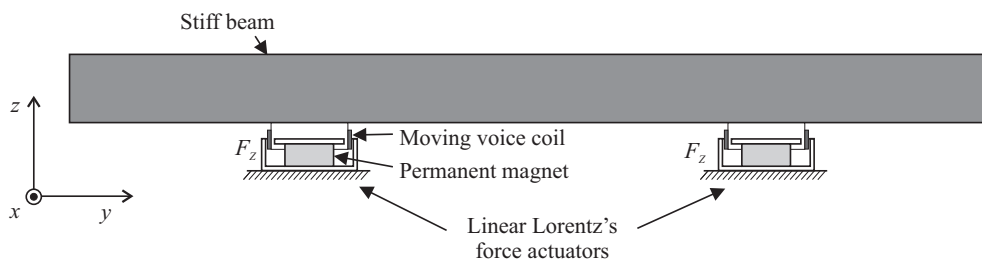 Stiff beam
z
F_Z
Moving voice coil
Permanent magnet
F_Z
x
y
Linear Lorentz's
force actuators